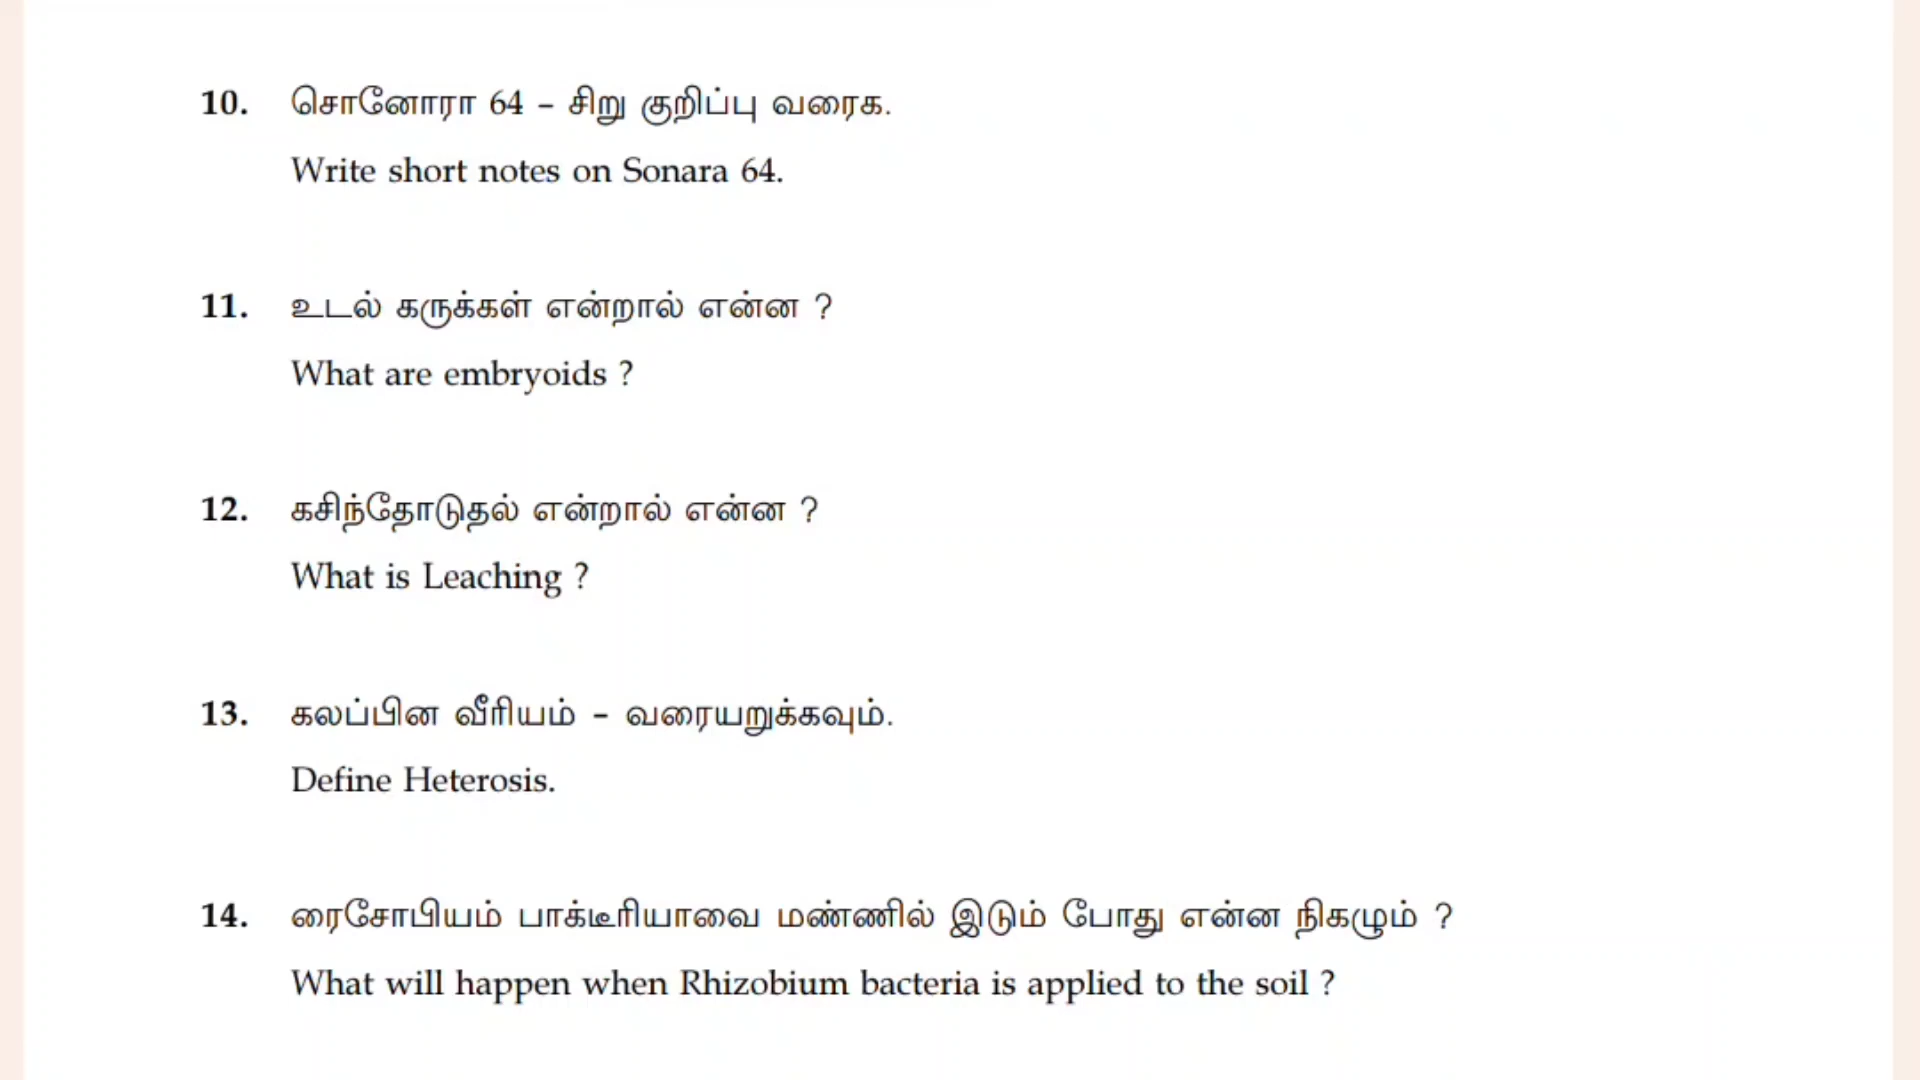 10. சொனோரா 64 – சிறு குறிப்பு வரைக.
Write short notes on Sonara 64.
11. உடல் கருக்கள் என்றால் என்ன ?
What are embryoids ?
12. கசிந்தோடுதல் என்றால் என்ன ?
What is Leaching ?
13. கலப்பின வீரியம் – வரையறுக்கவும்.
Define Heterosis.
14. ரைசோபியம் பாக்டீரியாவை மண்ணில் இடும் போது என்ன நிகழும் ?
What will happen when Rhizobium bacteria is applied to the soil ?